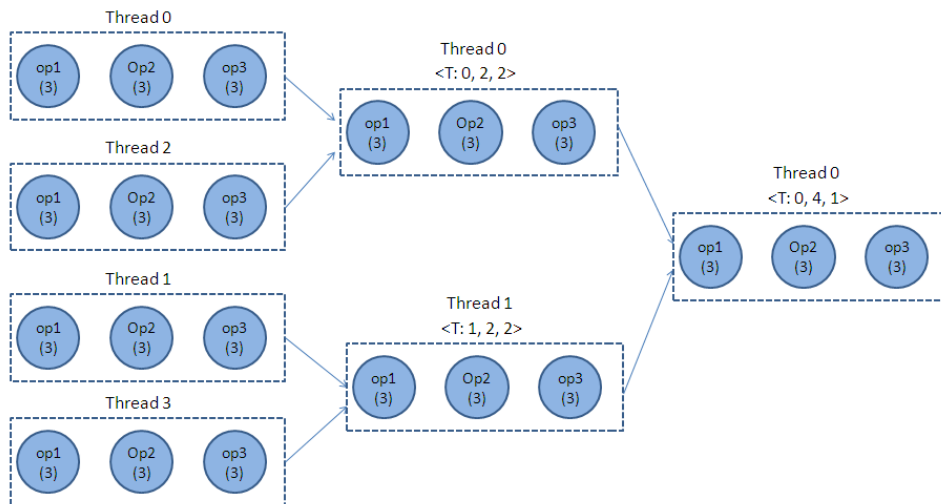 Thread 0
op1 Op2 op3
(3) (3) (3)
Thread 2
op1 Op2 op3
(3) (3) (3)
Thread 1
op1 Op2 op3
(3) (3) (3)
Thread 3
op1 Op2 op3
(3) (3) (3)
Thread 0
<T: 0, 2, 2>
op1 Op2 op3
(3) (3) (3)
Thread 1
<T: 1, 2, 2>
op1 Op2 op3
(3) (3) (3)
Thread 0
<T: 0, 4, 1>
op1 Op2 op3
(3) (3) (3)